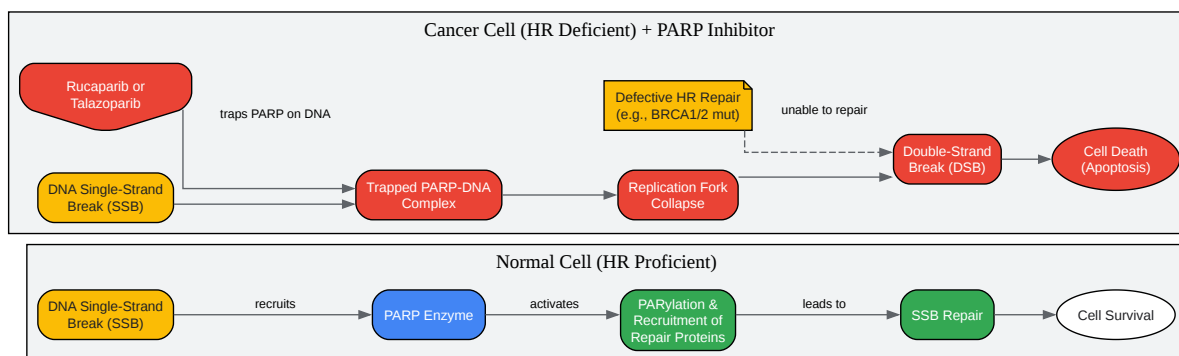 Cancer Cell (HR Deficient) + PARP Inhibitor
Rucaparib or
Talazoparib
traps PARP on DNA
Defective HR Repair
(e.g., BRCA1/2 mut)
unable to repair
DNA Single-Strand
Break (SSB)
Trapped PARP-DNA
Complex
Replication Fork
Collapse
Double-Strand
Break (DSB)
Cell Death
(Apoptosis)
Normal Cell (HR Proficient)
DNA Single-Strand
Break (SSB)
recruits
PARP Enzyme
activates
PARylation &
Recruitment of
Repair Proteins
leads to
SSB Repair
Cell Survival